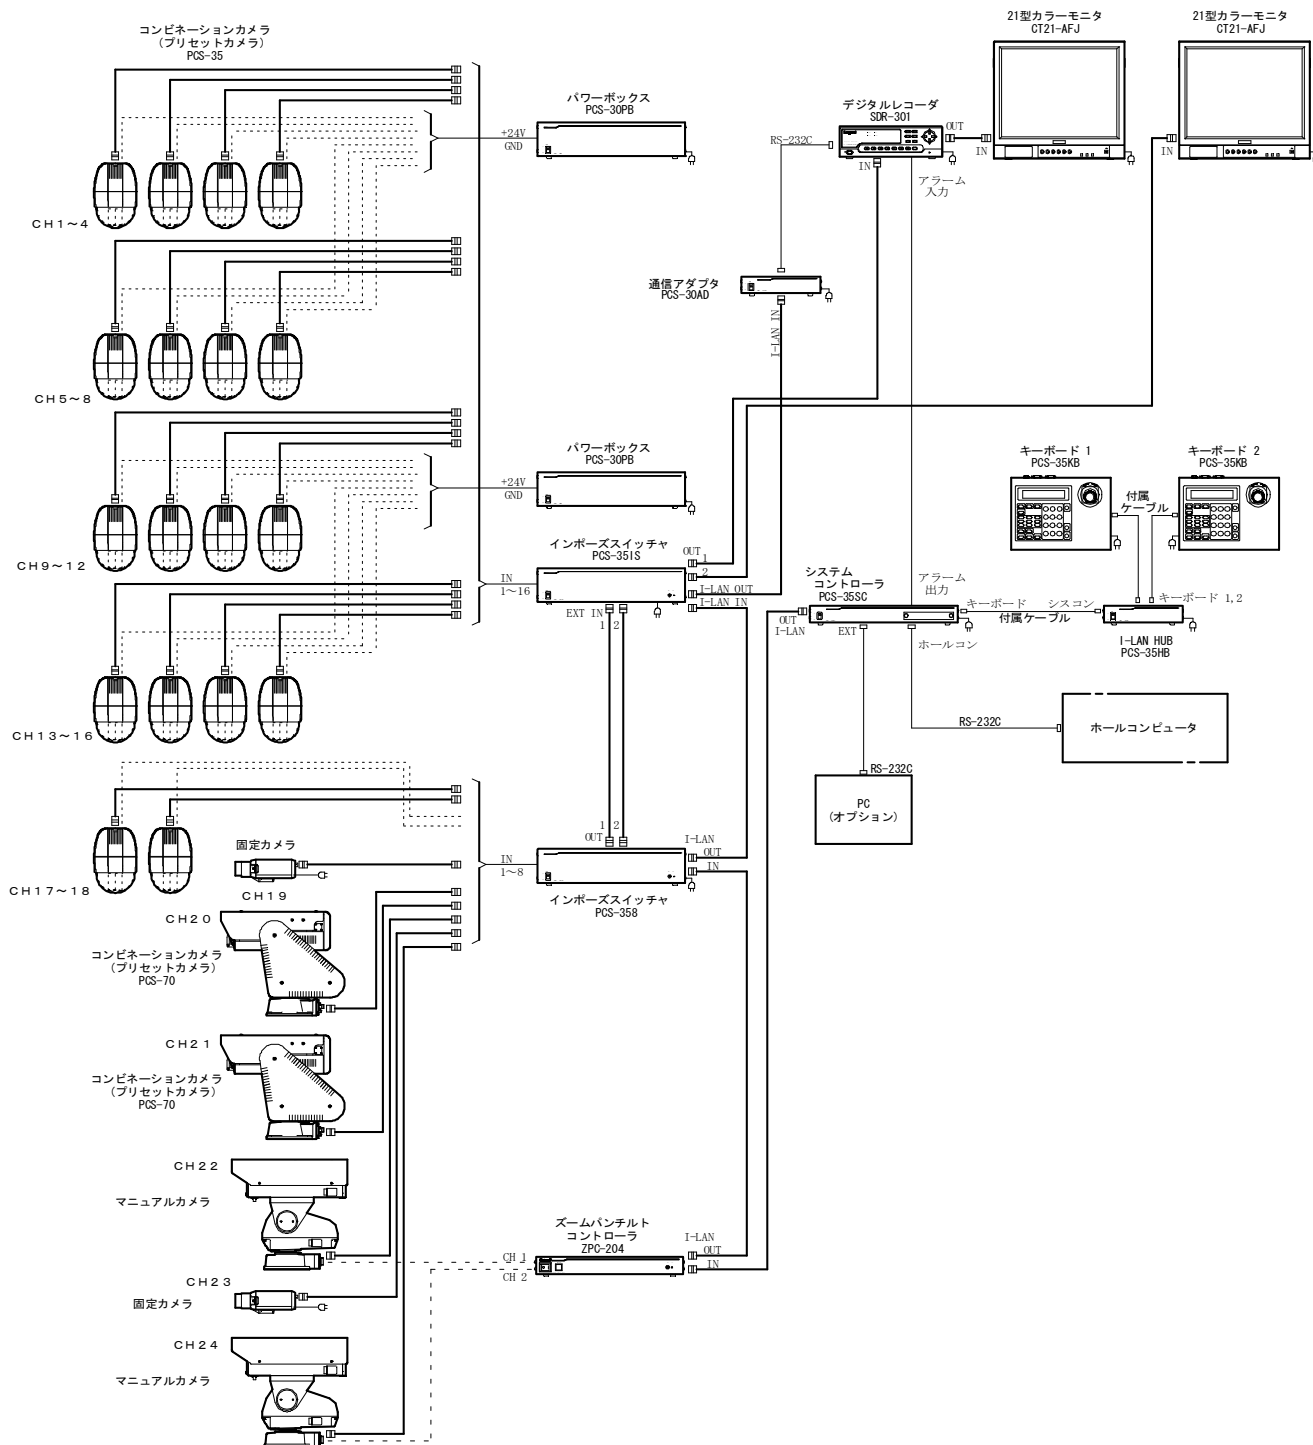 コンビネーションカメラ
（プリセットカメラ）
PCS-35
CH1～4
CH5～8
CH9～12
CH13～16
CH17～18
固定カメラ
CH19
CH20
コンビネーションカメラ
（プリセットカメラ）
PCS-70
CH21
コンビネーションカメラ
（プリセットカメラ）
PCS-70
CH22
マニュアルカメラ
CH23
固定カメラ
CH24
マニュアルカメラ
パワーボックス
PCS-30PB
+24V
GND
パワーボックス
PCS-30PB
+24V
GND
インポーズスイッチャ
PCS-35IS
IN
1～16
EXT IN
1 2
OUT
1
2
I-LAN OUT
I-LAN IN
1 2
OUT
IN
1～8
I-LAN
OUT
IN
インポーズスイッチャ
PCS-358
ズームパンチルト
コントローラ
ZPC-204
CH 1
CH 2
I-LAN
OUT
IN
デジタルレコーダ
SDR-301
RS-232C
OUT
IN
アラーム
入力
通信アダプタ
PCS-30AD
I-LAN IN
21型カラーモニタ
CT21-AFJ
IN
21型カラーモニタ
CT21-AFJ
IN
キーボード 1
PCS-35KB
キーボード 2
PCS-35KB
付属
ケーブル
システム
コントローラ
PCS-35SC
アラーム
出力
OUT
I-LAN
EXT
ホールコン
キーボード
シスコン
付属ケーブル
キーボード 1,2
I-LAN HUB
PCS-35HB
RS-232C
ホールコンピュータ
RS-232C
PC
(オプション)